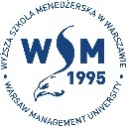 WYŻSZA SZKOŁA MENEDŻERSKA W WARSZAWIE
WSM
1995
WARSAW MANAGEMENT UNIVERSITY